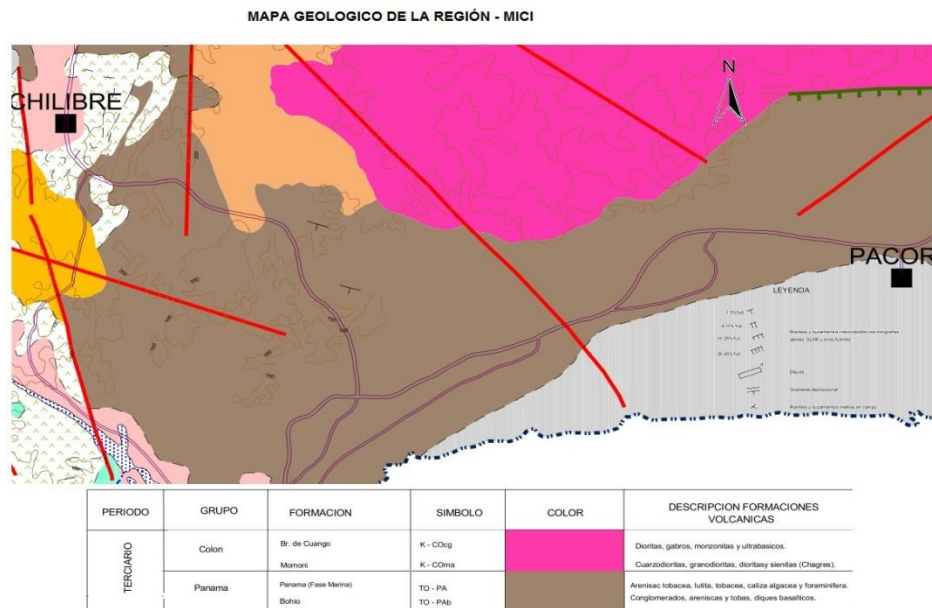 MAPA GEOLOGICO DE LA REGIÓN - MICI
CHILIBRE
N
PACOR
LEYENDA
Diques
PERIODO GRUPO FORMACION SIMBOLO COLOR DESCRIPCION FORMACIONES VOLCANICAS
TERCIARIO
Colon
Br. de Cuango K - COcg Dioritas, gabros, monzonitas y ultrabasicos.
Momoni K - COma Cuarzodioritas, granodioritas, dioritasy sienitas (Chagres).
Panama
Panama (Fase Marina) TO - PA Arenisac tobacea, lutita, tobacea, caliza algacea y foraminifera.
Bohio TO - PAb Conglomerados, areniscas y tobas, diques basalticos.